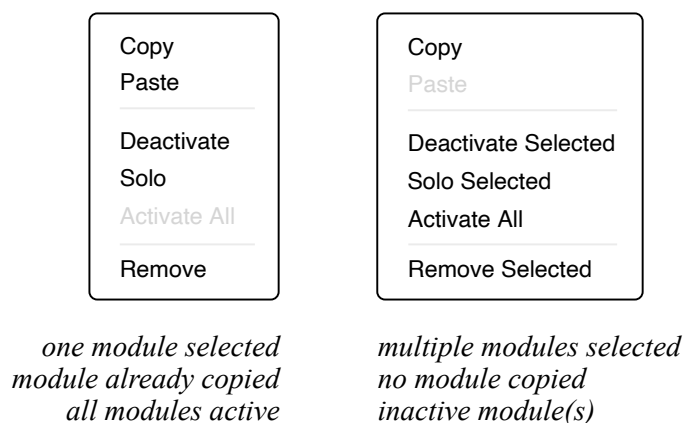 Copy
Paste
Deactivate
Solo
Activate All
Remove
one module selected
module already copied
all modules active
Copy
Paste
Deactivate Selected
Solo Selected
Activate All
Remove Selected
multiple modules selected
no module copied
inactive module(s)